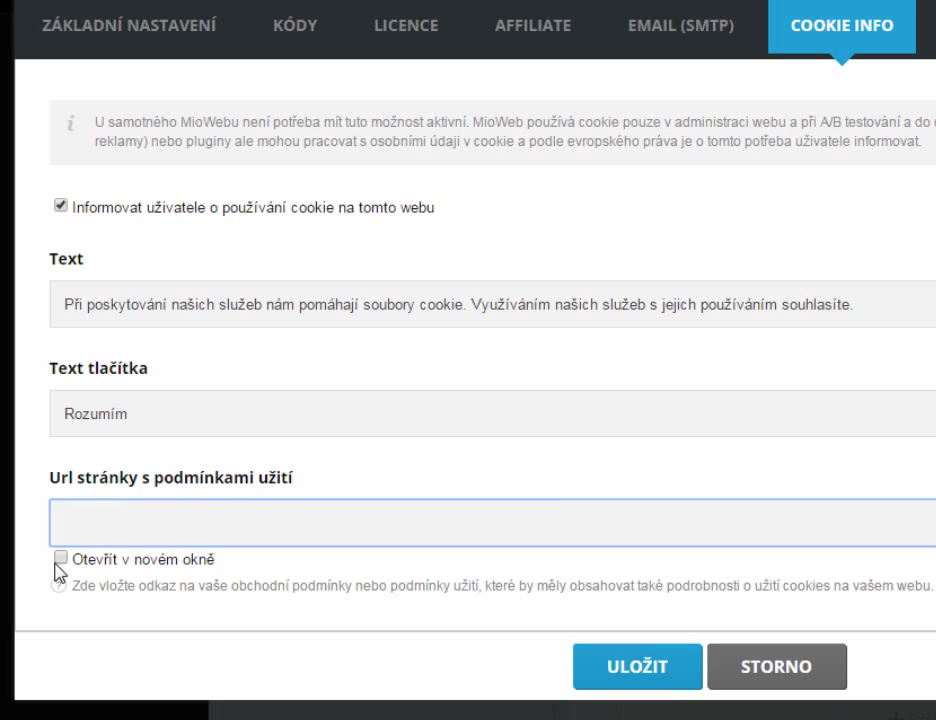 ZÁKLADNÍ NASTAVENÍ KÓDY LICENCE AFFILIATE EMAIL (SMTP) COOKIE INFO
i U samotného MioWebu není potřeba mít tuto možnost aktivní. MioWeb používá cookie pouze v administraci webu a při A/B testování a do
reklamy) nebo pluginy ale mohou pracovat s osobními údaji v cookie a podle evropského práva je o tomto potřeba uživatele informovat.
Informovat uživatele o používání cookie na tomto webu
Text
Při poskytování našich služeb nám pomáhají soubory cookie. Využíváním našich služeb s jejich používáním souhlasíte.
Text tlačítka
Rozumím
Url stránky s podmínkami užití
Otevřít v novém okně
Zde vložte odkaz na vaše obchodní podmínky nebo podmínky užití, které by měly obsahovat také podrobnosti o užití cookies na vašem webu.
ULOŽIT STORNO